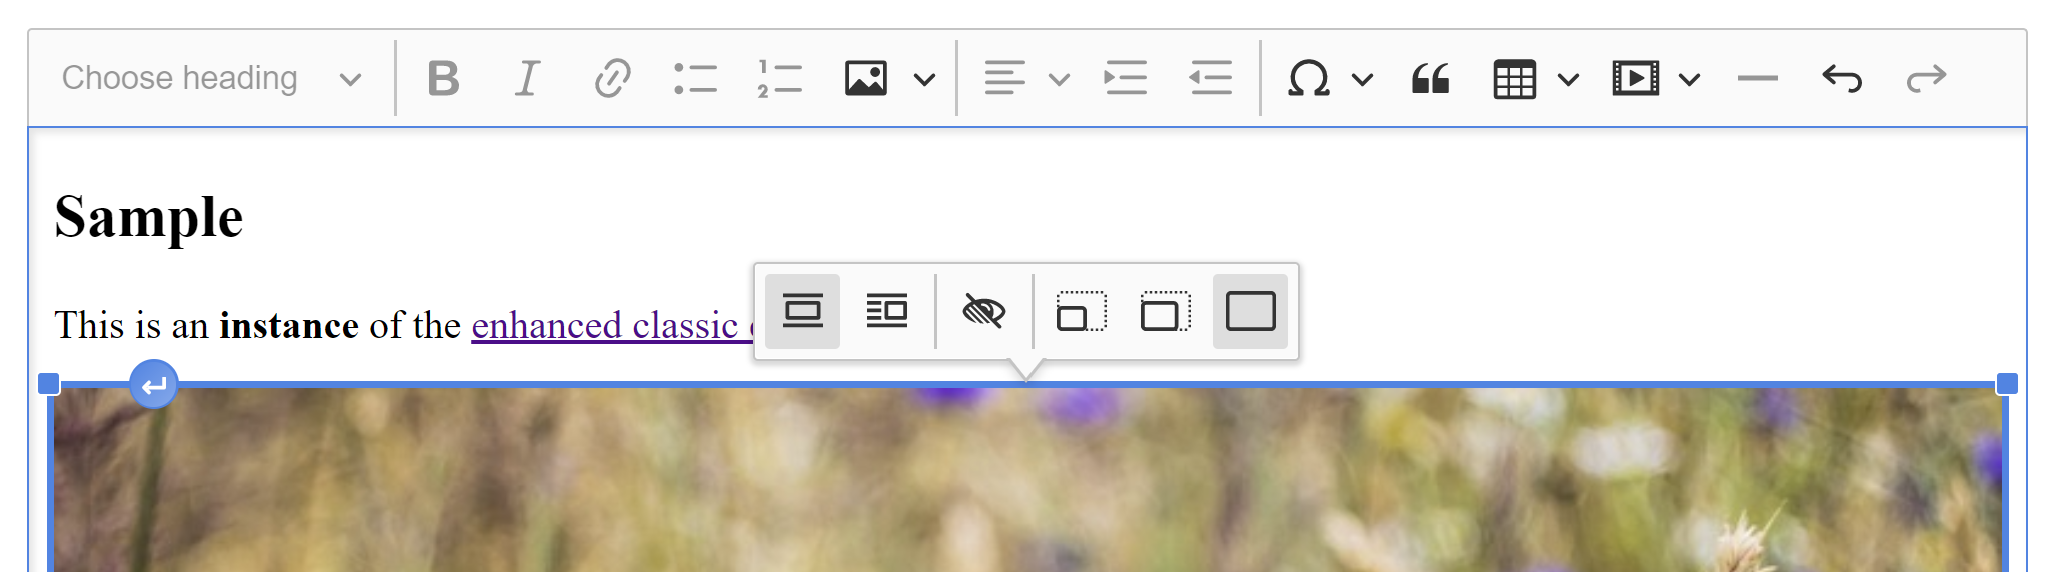 Choose heading
Sample
This is an instance of the enhanced classic